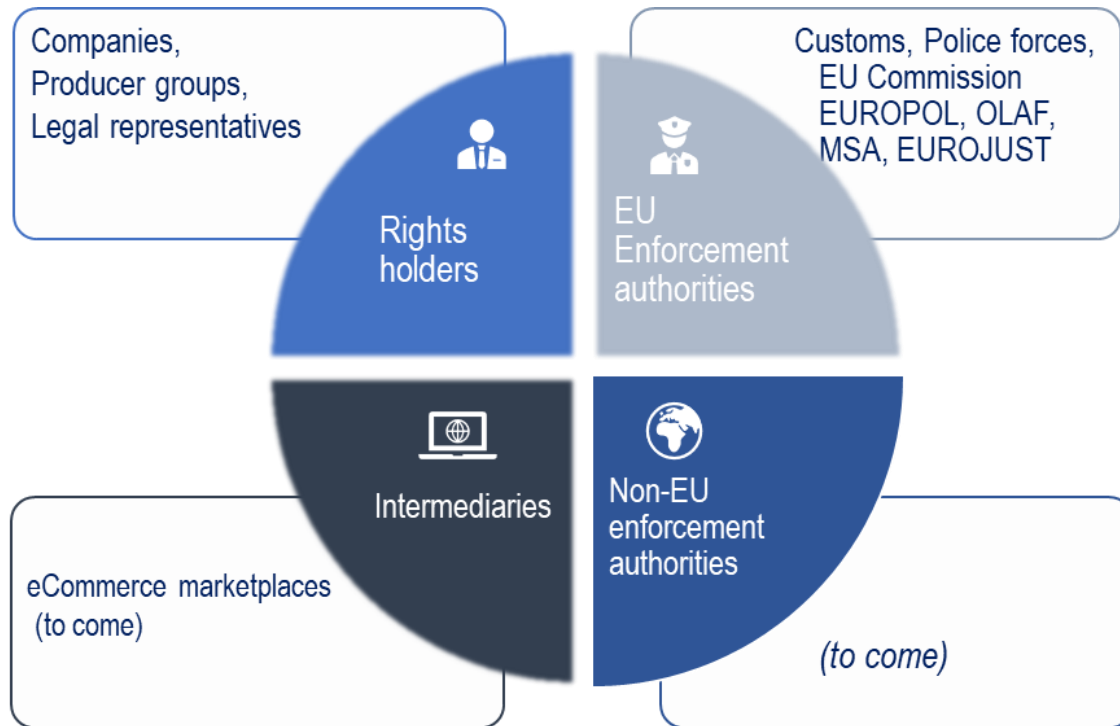 Companies,
Producer groups,
Legal representatives
Customs, Police forces,
EU Commission
EUROPOL, OLAF,
MSA, EUROJUST
Rights
holders
EU
Enforcement
authorities
Intermediaries
Non-EU
enforcement
authorities
eCommerce marketplaces
(to come)
(to come)